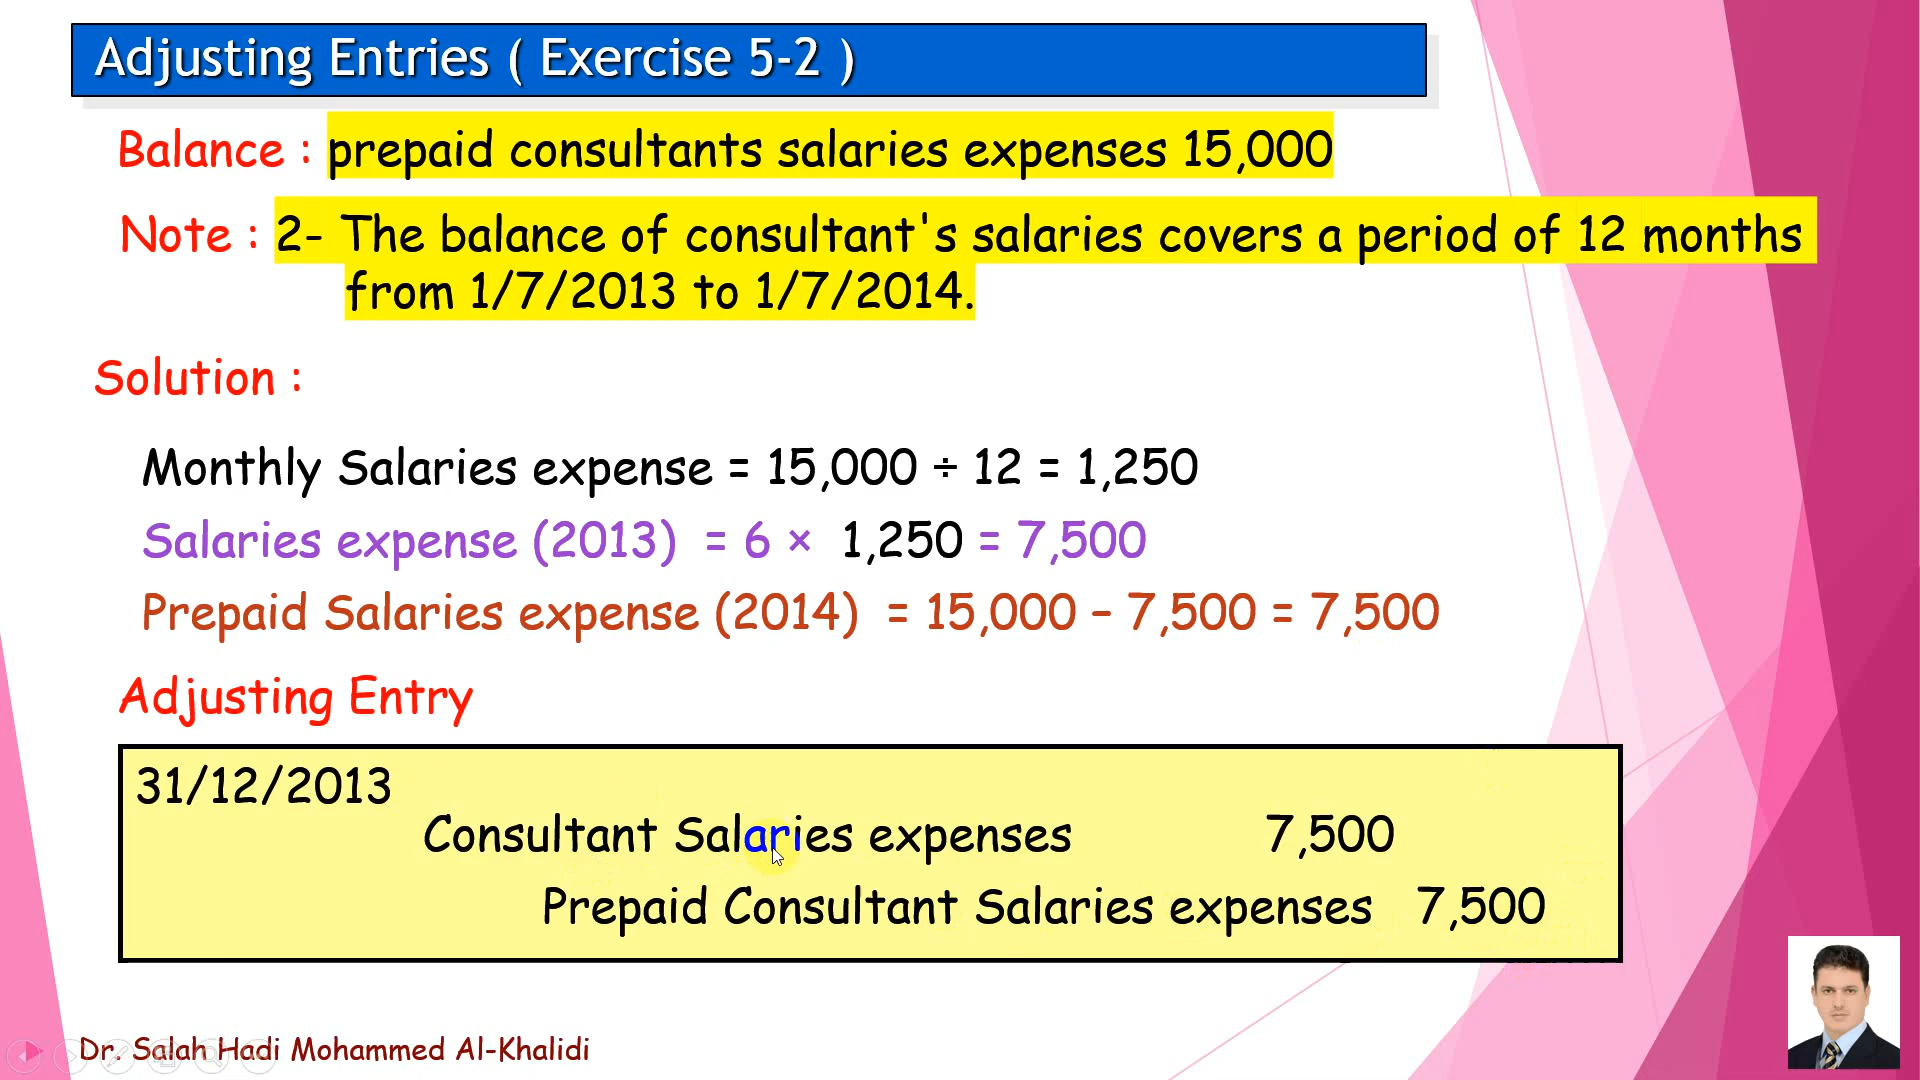 Adjusting Entries ( Exercise 5-2 )
Balance : prepaid consultants salaries expenses 15,000
Note : 2- The balance of consultant's salaries covers a period of 12 months
from 1/7/2013 to 1/7/2014.
Solution :
Monthly Salaries expense = 15,000 ÷ 12 = 1,250
Salaries expense (2013) = 6 × 1,250 = 7,500
Prepaid Salaries expense (2014) = 15,000 – 7,500 = 7,500
Adjusting Entry
31/12/2013
Consultant Salaries expenses 7,500
Prepaid Consultant Salaries expenses 7,500
Dr. Salah Hadi Mohammed Al-Khalidi